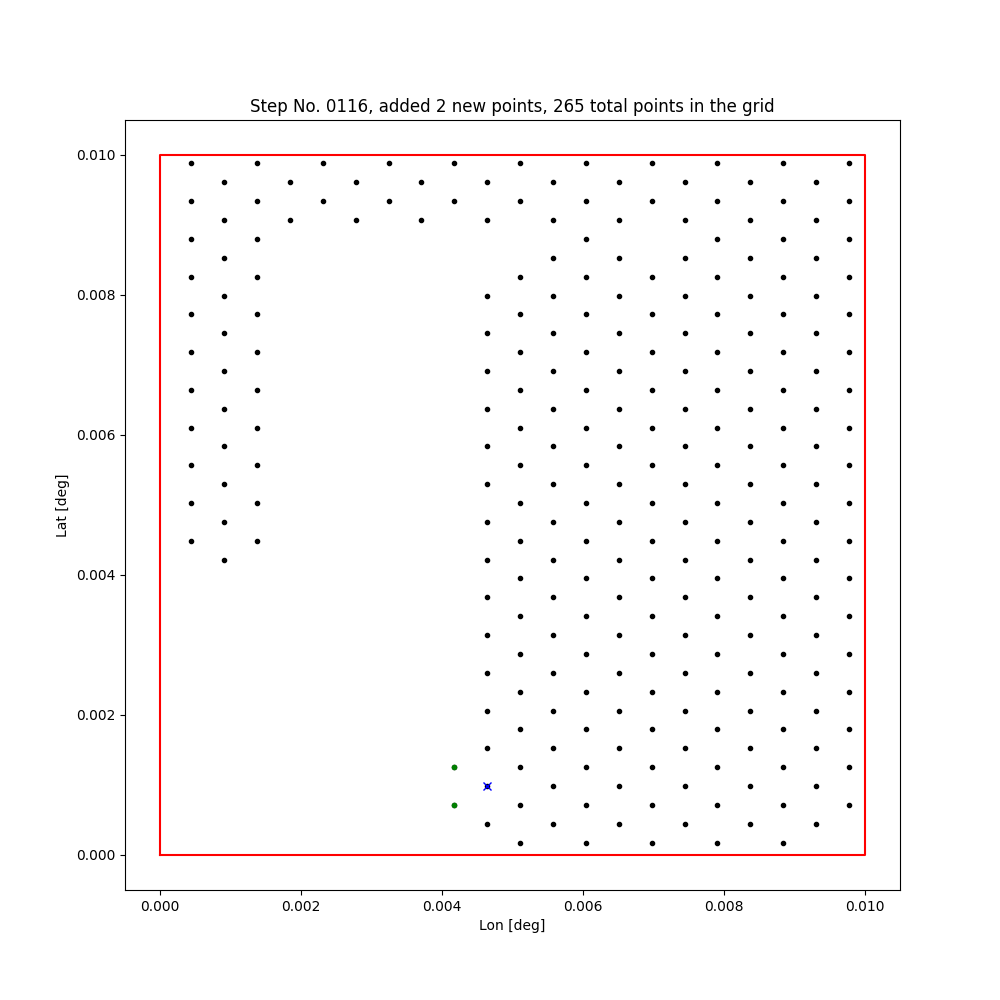 Step No. 0116, added 2 new points, 265 total points in the grid
0.010
0.008
0.006
0.004
0.002
0.000
Lat [deg]
0.000 0.002 0.004 0.006 0.008 0.010
Lon [deg]